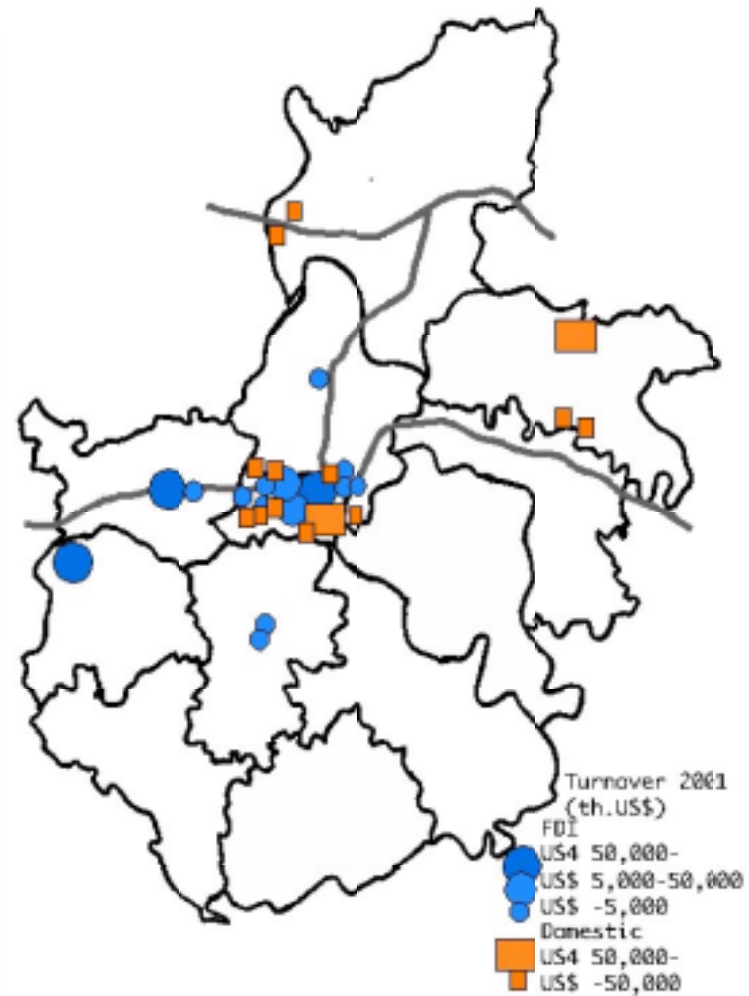 Turnover 2001
(th.US$)
FDI
US4 50,000-
US$ 5,000-50,000
US$ -5,000
Domestic
US4 50,000-
US$ -50,000